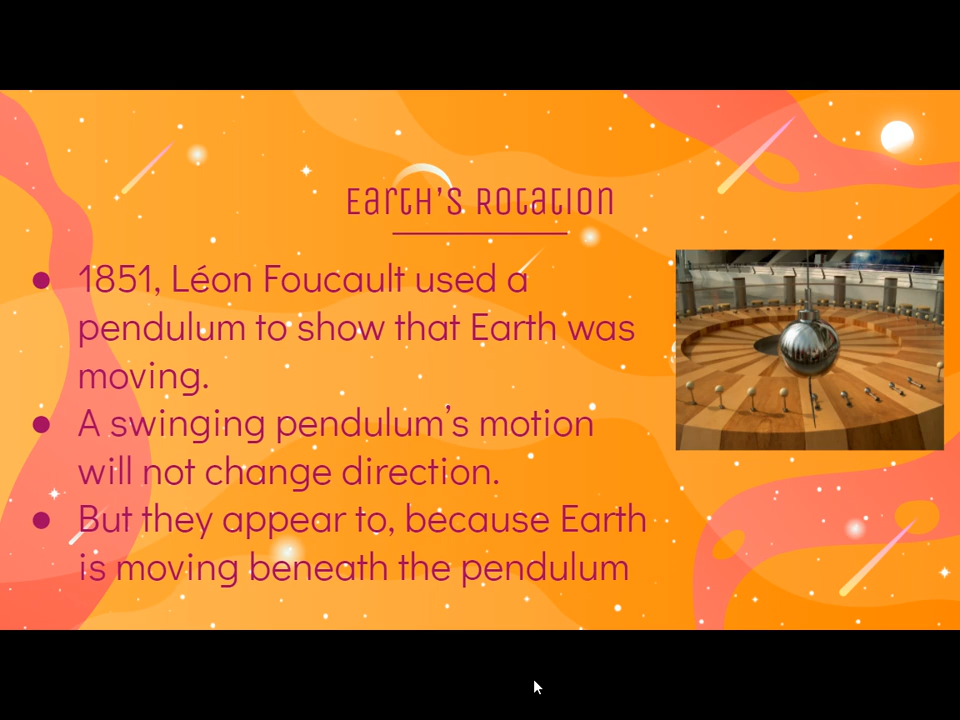 Earth's Rotation
● 1851, Léon Foucault used a
pendulum to show that Earth was
moving.
● A swinging pendulum's motion
will not change direction.
● But they appear to, because Earth
is moving beneath the pendulum